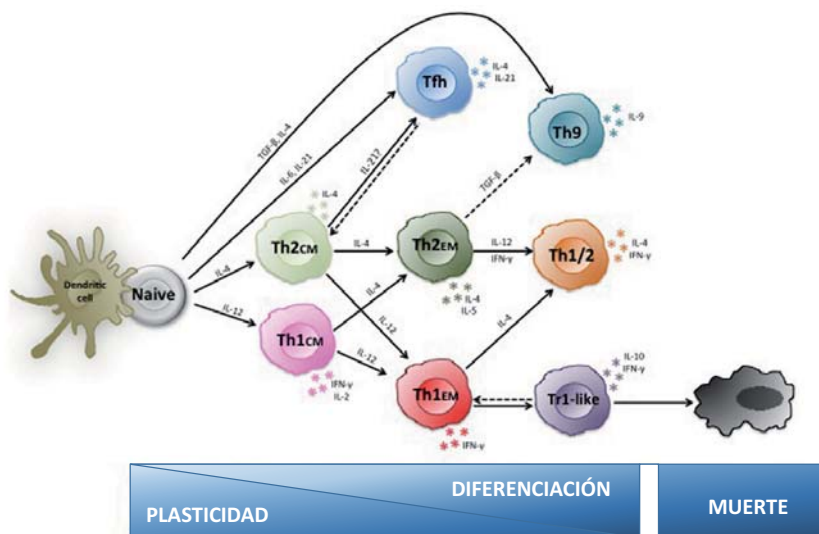 IL-4
IL-21
Tfh
Th9
IL-9
TGF-β, IL-4
IL-6, IL-21
IL-21?
IL-4
TGF-β
Dendritic
cell
Naive
IL-4
Th2CM
IL-4
Th2EM
IL-12
IFN-γ
Th1/2
IL-4
IFN-γ
IL-12
IL-4
IL-4
IL-5
Th1CM
IL-12
IL-12
IL-4
IFN-γ
IL-2
Th1EM
IL-10
IFN-γ
Tr1-like
IFN-γ
DIFERENCIACIÓN
PLASTICIDAD
MUERTE